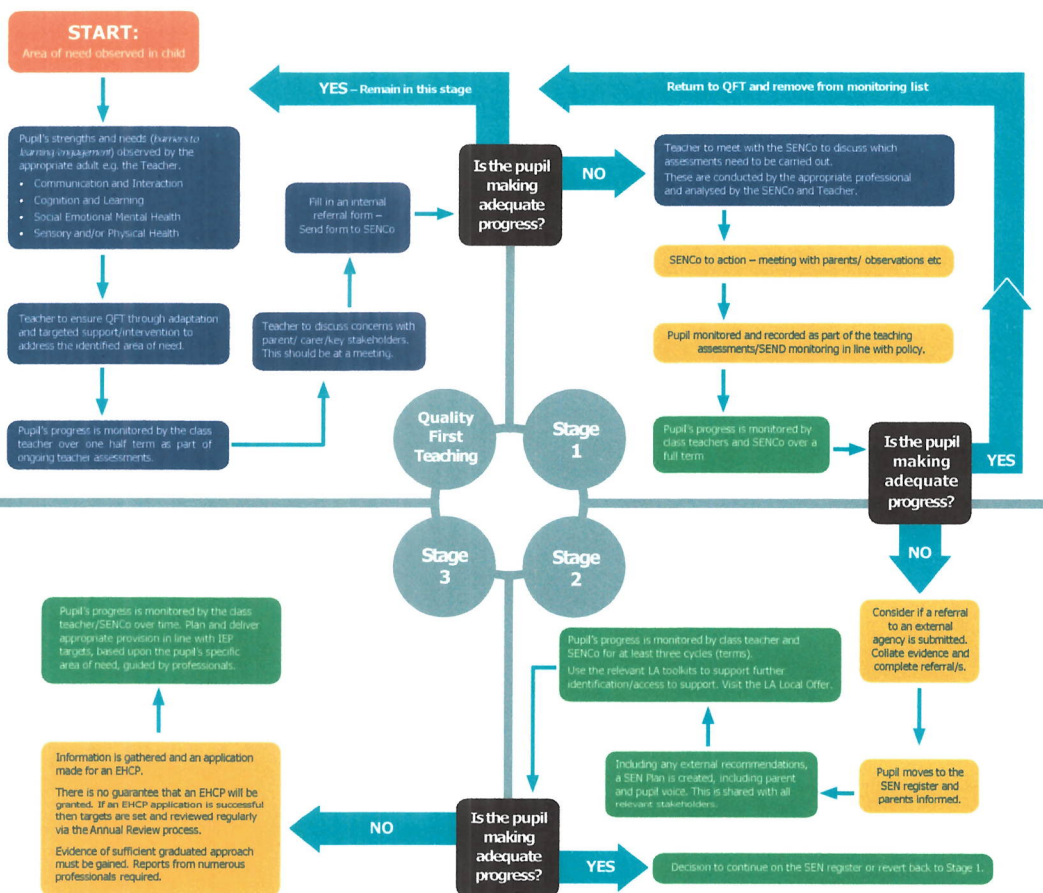 START:
Area of need observed in child
Pupil's strengths and needs (barriers to
learning/engagement) observed by the
appropriate adult e.g. the Teacher.
• Communication and Interaction
• Cognition and Learning
• Social Emotional Mental Health
• Sensory and/or Physical Health
Teacher to ensure QFT through adaptation
and targeted support/intervention to
address the identified area of need.
Pupil's progress is monitored by the class
teacher over one half term as part of
ongoing teacher assessments.
Teacher to discuss concerns with
parent/ carer/key stakeholders.
This should be at a meeting.
Fill in an internal
referral form –
Send form to SENCo
YES – Remain in this stage
Is the pupil
making
adequate
progress?
NO
Return to QFT and remove from monitoring list
Teacher to meet with the SENCo to discuss which
assessments need to be carried out.
These are conducted by the appropriate professional
and analysed by the SENCo and Teacher.
SENCo to action – meeting with parents/ observations etc
Pupil monitored and recorded as part of the teaching
assessments/SEND monitoring in line with policy.
Pupil's progress is monitored by
class teachers and SENCo over a
full term
Is the pupil
making
adequate
progress?
YES
NO
Quality
First
Teaching
Stage
1
Stage
3
Stage
2
Consider if a referral
to an external
agency is submitted.
Collate evidence and
complete referral/s.
Pupil moves to
the SEN register and
parents informed.
Including any external recommendations,
a SEN Plan is created, including parent
and pupil voice. This is shared with all
relevant stakeholders.
Pupil's progress is monitored by class teacher and
SENCo for at least three cycles (terms).
Use the relevant LA toolkits to support further
identification/access to support. Visit the LA Local Offer.
Is the pupil
making
adequate
progress?
YES
Decision to continue on the SEN register or revert back to Stage 1.
NO
Information is gathered and an application
made for an EHCP.
There is no guarantee that an EHCP will be
granted. If an EHCP application is successful
then targets are set and reviewed regularly
via the Annual Review process.
Evidence of sufficient graduated approach
must be gained. Reports from numerous
professionals required.
Pupil's progress is monitored by the class
teacher/SENCo over time. Plan and deliver
appropriate provision in line with IEP
targets, based upon the pupil's specific
area of need, guided by professionals.